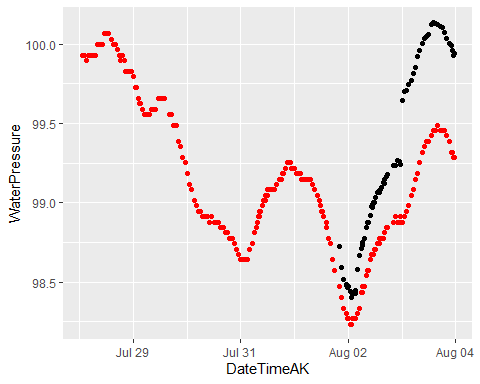 100.0
99.5
99.0
98.5
WaterPressure
Jul 29 Jul 31 Aug 02 Aug 04
DateTimeAK